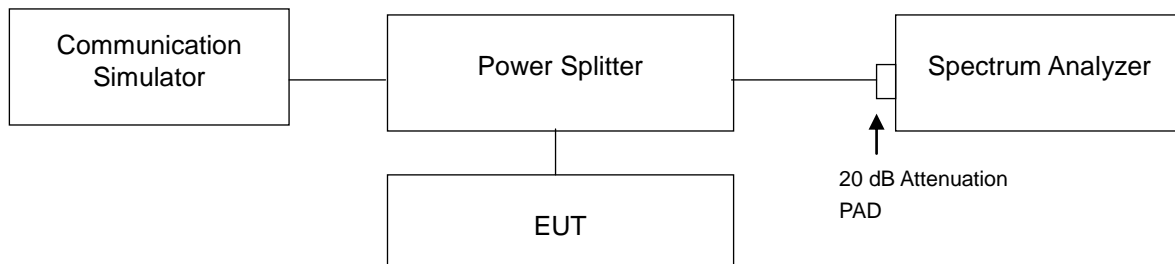 Communication
Simulator
Power Splitter
Spectrum Analyzer
20 dB Attenuation
PAD
EUT